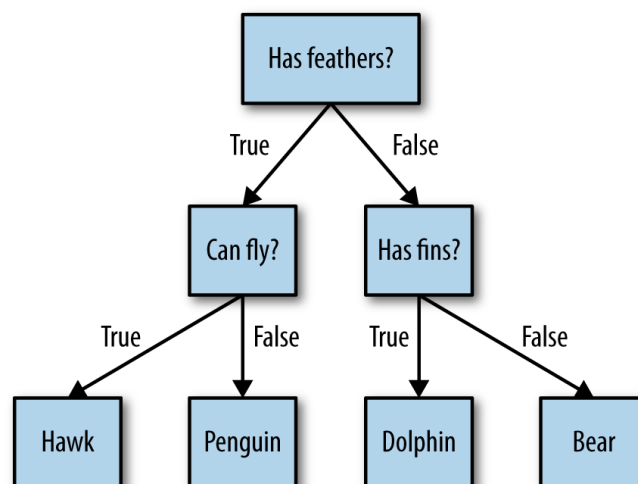 Has feathers?
True
False
Can fly?
Has fins?
True
False
True
False
Hawk
Penguin
Dolphin
Bear